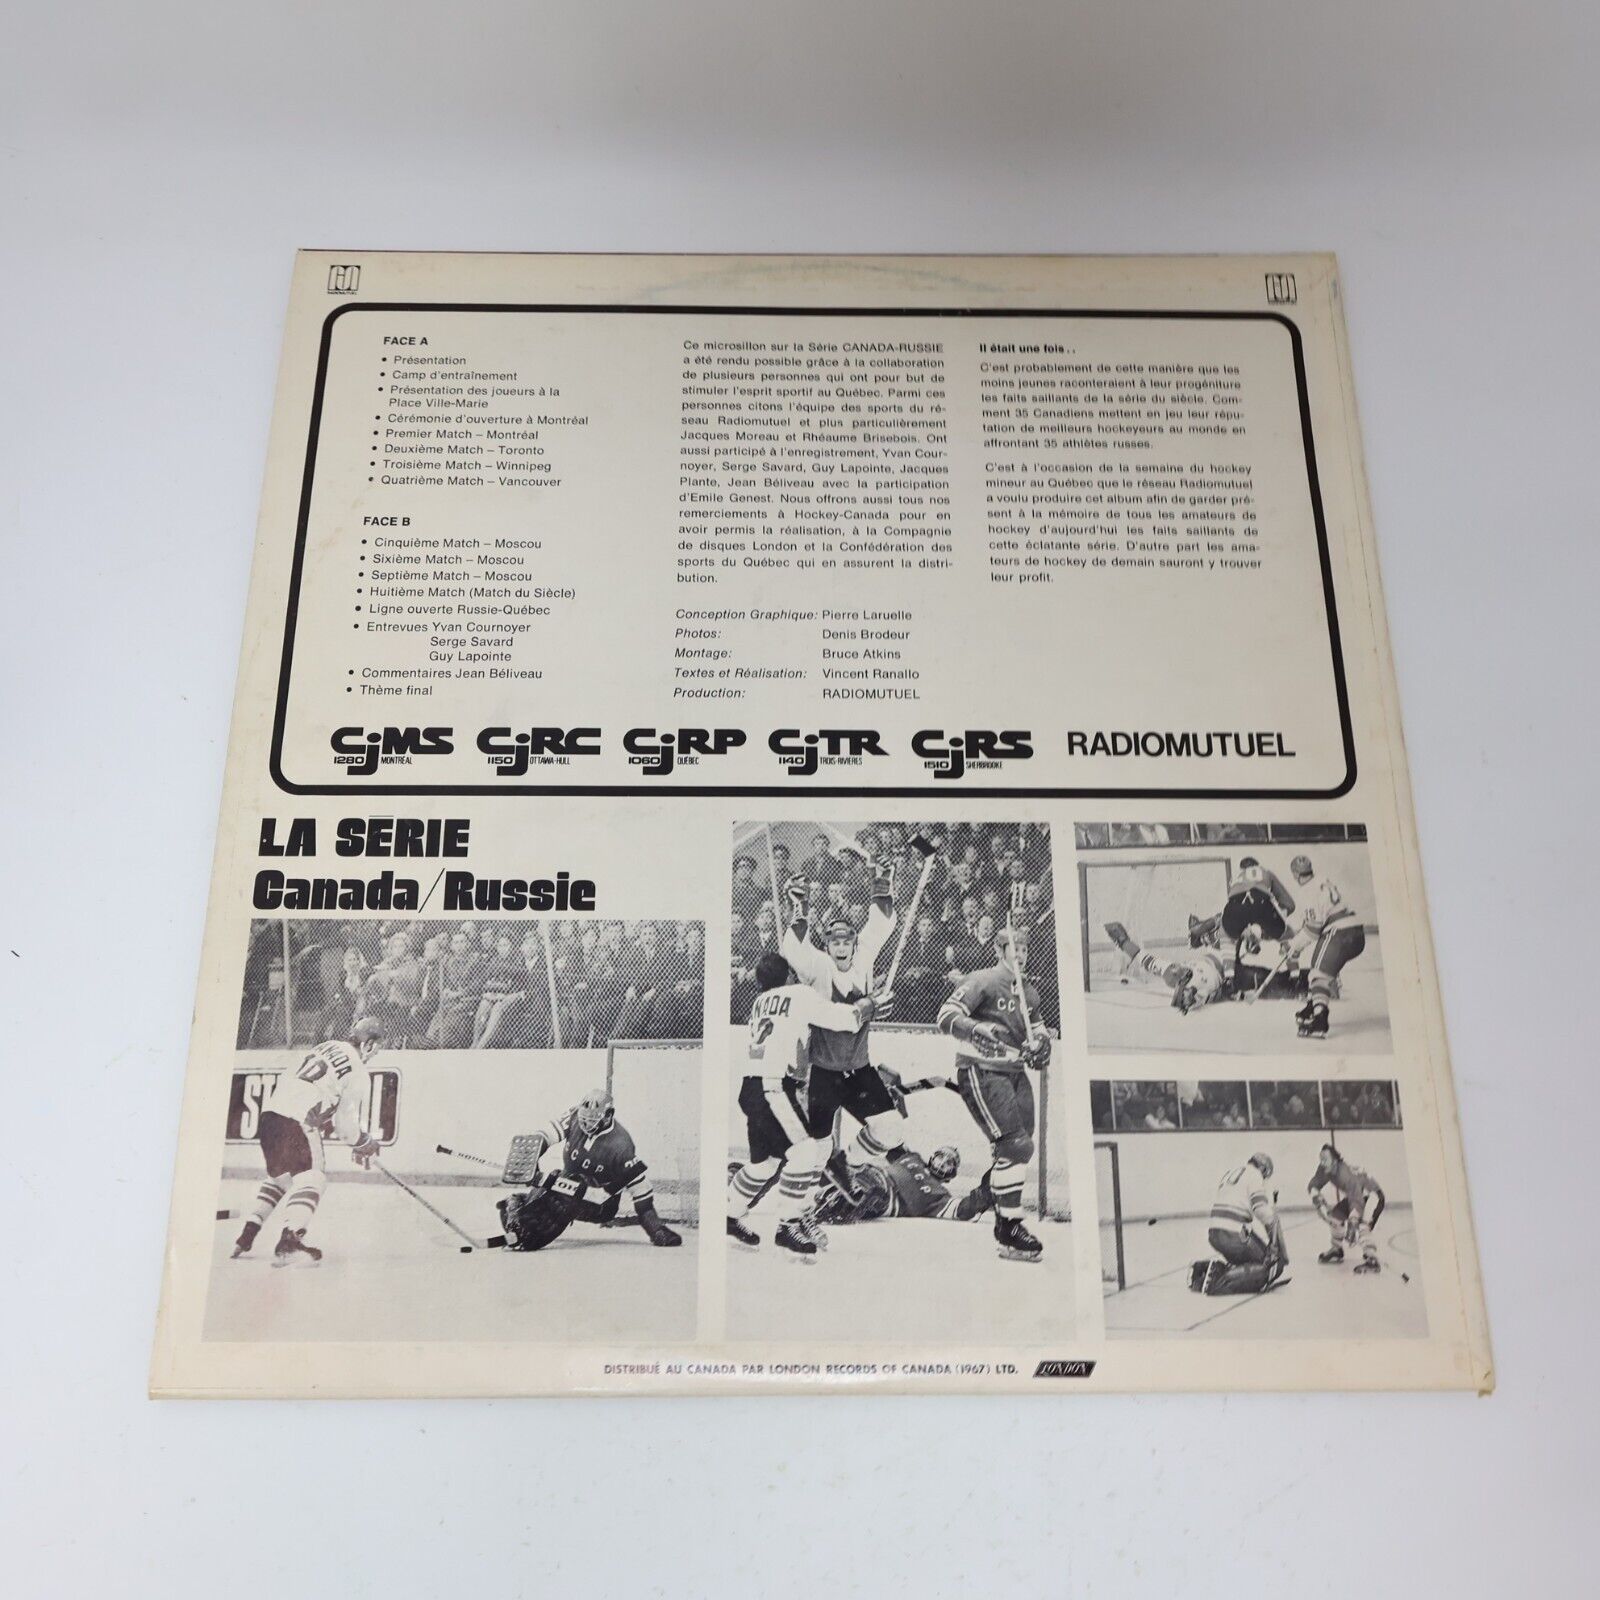 RADIOMUTUEL
FACE A
• Présentation
• Camp d'entraînement
• Présentation des joueurs à la
Place Ville-Marie
• Cérémonie d'ouverture à Montréal
• Premier Match – Montréal
• Deuxième Match – Toronto
• Troisième Match – Winnipeg
• Quatrième Match – Vancouver
FACE B
• Cinquième Match – Moscou
• Sixième Match – Moscou
• Septième Match – Moscou
• Huitième Match (Match du Siècle)
• Ligne ouverte Russie-Québec
• Entrevues Yvan Cournoyer
Serge Savard
Guy Lapointe
• Commentaires Jean Béliveau
• Thème final
Ce microsillon sur la Série CANADA-RUSSIE
a été rendu possible grâce à la collaboration
de plusieurs personnes qui ont pour but de
stimuler l'esprit sportif au Québec. Parmi ces
personnes citons l'équipe des sports du ré-
seau Radiomutuel et plus particulièrement
Jacques Moreau et Rhéaume Brisebois. Ont
aussi participé à l'enregistrement, Yvan Cour-
noyer, Serge Savard, Guy Lapointe, Jacques
Plante, Jean Béliveau avec la participation
d'Emile Genest. Nous offrons aussi tous nos
remerciements à Hockey-Canada pour en
avoir permis la réalisation, à la Compagnie
de disques London et la Confédération des
sports du Québec qui en assurent la distri-
bution.
Conception Graphique: Pierre Laruelle
Photos: Denis Brodeur
Montage: Bruce Atkins
Textes et Réalisation: Vincent Ranallo
Production: RADIOMUTUEL
Il était une fois..
C'est probablement de cette manière que les
moins jeunes raconteraient à leur progéniture
les faits saillants de la série du siècle. Com-
ment 35 Canadiens mettent en jeu leur répu-
tation de meilleurs hockeyeurs au monde en
affrontant 35 athlètes russes.
C'est à l'occasion de la semaine du hockey
mineur au Québec que le réseau Radiomutuel
a voulu produire cet album afin de garder pré-
sent à la mémoire de tous les amateurs de
hockey d'aujourd'hui les faits saillants de
cette éclatante série. D'autre part les ama-
teurs de hockey de demain sauront y trouver
leur profit.
CJMS 1280 MONTRÉAL
CJRC 1150 OTTAWA-HULL
CJRP 1060 QUÉBEC
CJTR 1140 TROIS-RIVIÈRES
CJRS 1510 SHERBROOKE
RADIOMUTUEL
LA SÉRIE
Canada/Russie
DISTRIBUÉ AU CANADA PAR LONDON RECORDS OF CANADA (1967) LTD. LONDON